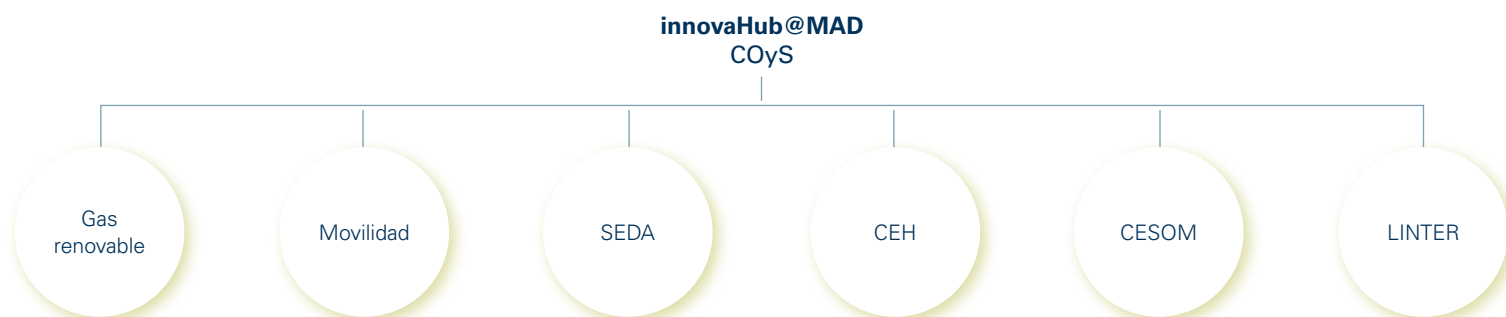 innovaHub@MAD
COyS
Gas
renovable
Movilidad
SEDA
CEH
CESOM
LINTER